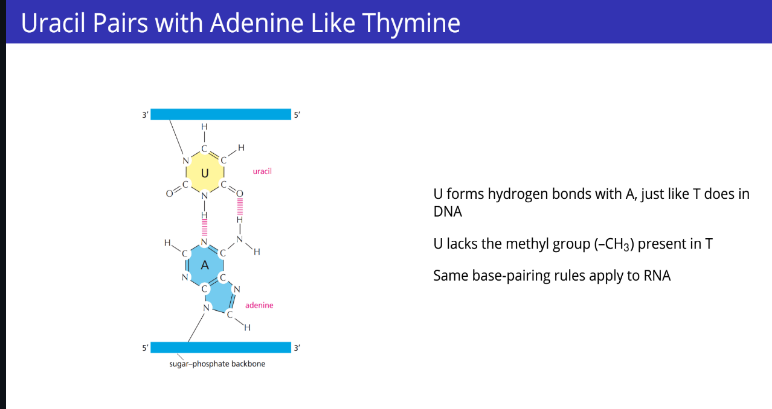 Uracil Pairs with Adenine Like Thymine
3' 5'
H
C H
N C
U uracil
C C
O N O
H H
H N N
C C H
A
N C
C N
adenine
N C
H
5' 3'
sugar–phosphate backbone
U forms hydrogen bonds with A, just like T does in
DNA
U lacks the methyl group (–CH₃) present in T
Same base-pairing rules apply to RNA